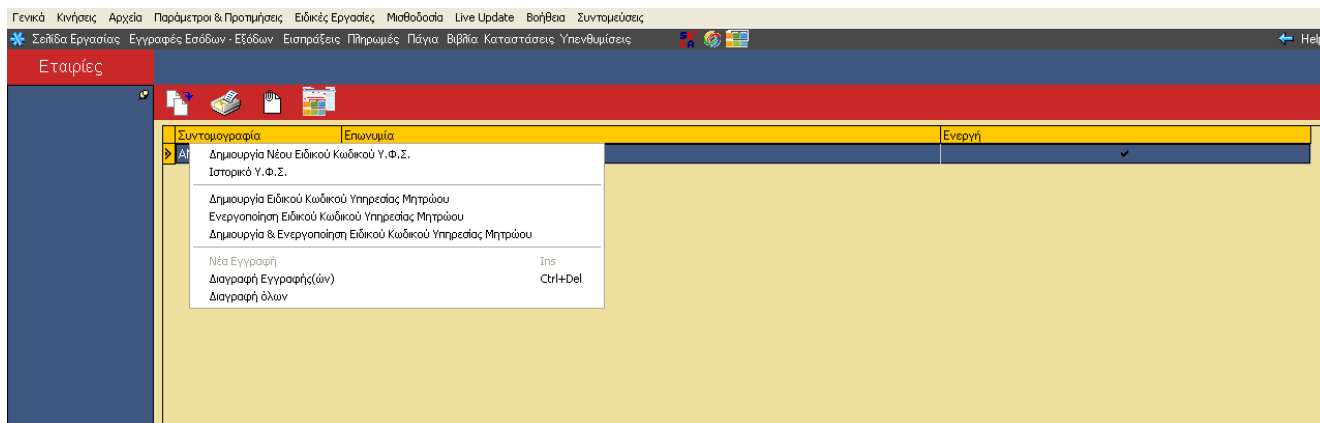 Γενικά Κινήσεις Αρχεία Παράμετροι & Προτιμήσεις Ειδικές Εργασίες Μισθοδοσία Live Update Βοήθεια Συντομεύσεις
Σελίδα Εργασίας Εγγραφές Εσόδων - Εξόδων Εισπράξεις Πληρωμές Πάγια Βιβλία Καταστάσεις Υπενθυμίσεις Help
Εταιρίες
Συντομογραφία Επωνυμία Ενεργή
Δημιουργία Νέου Ειδικού Κωδικού Υ.Φ.Σ.
Ιστορικό Υ.Φ.Σ.
Δημιουργία Ειδικού Κωδικού Υπηρεσίας Μητρώου
Ενεργοποίηση Ειδικού Κωδικού Υπηρεσίας Μητρώου
Δημιουργία & Ενεργοποίηση Ειδικού Κωδικού Υπηρεσίας Μητρώου
Νέα Εγγραφή Ins
Διαγραφή Εγγραφής(ών) Ctrl+Del
Διαγραφή όλων